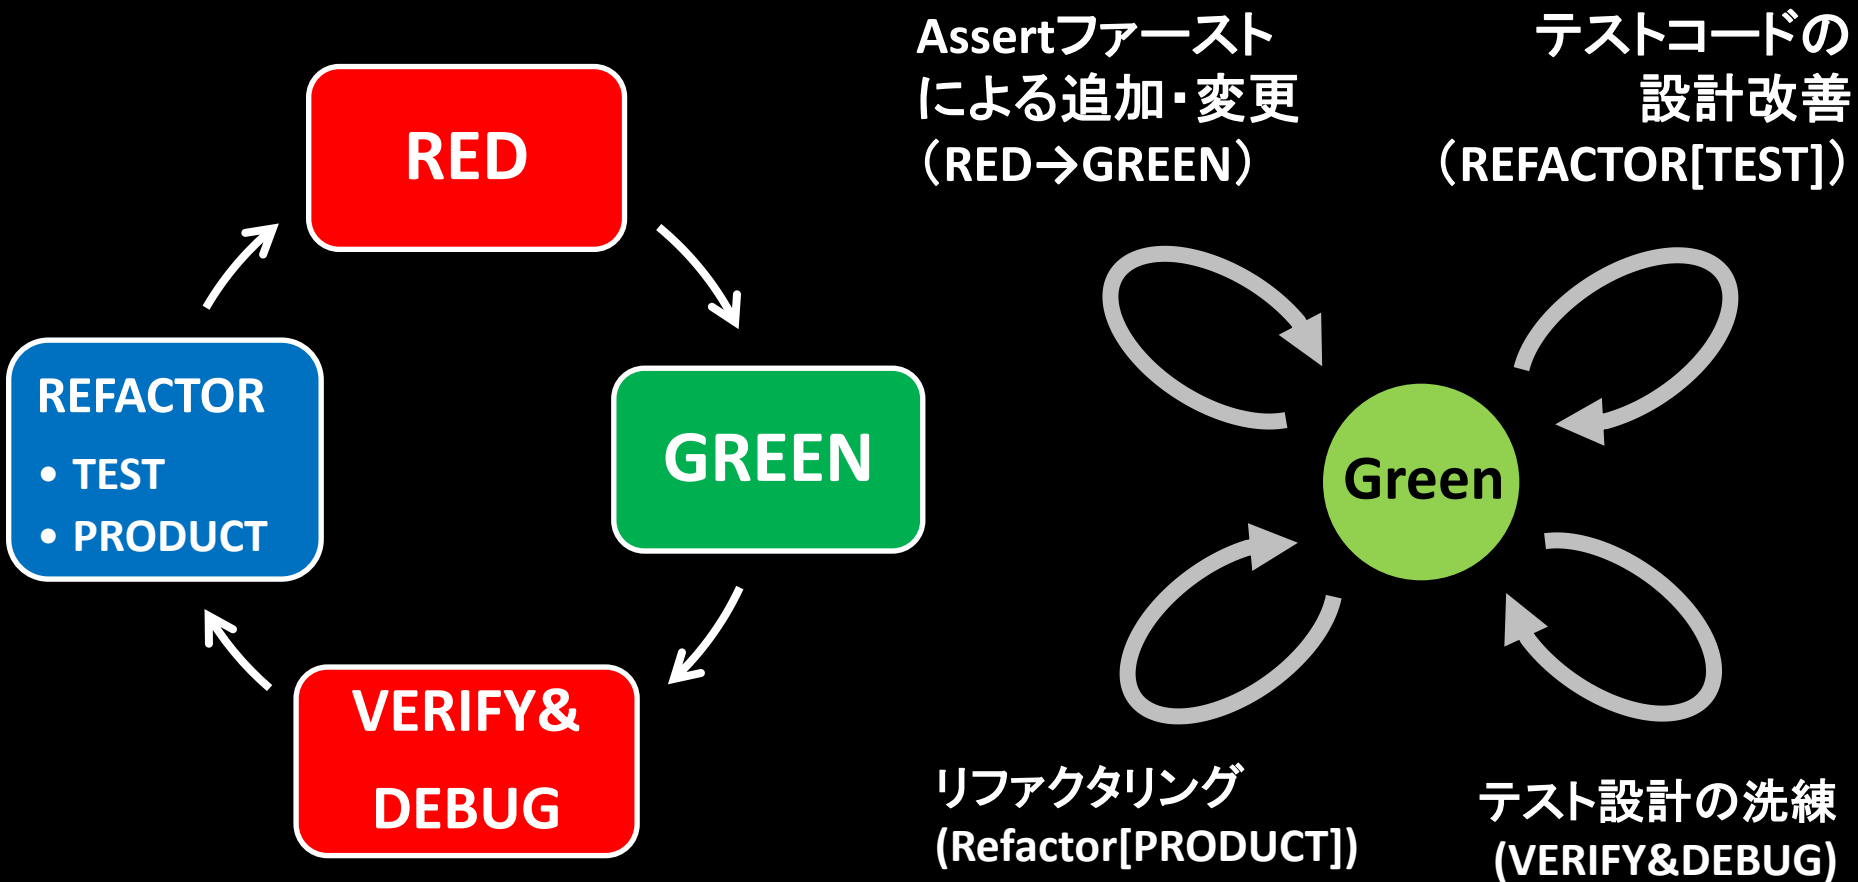 RED
GREEN
VERIFY&
DEBUG
REFACTOR
• TEST
• PRODUCT
Assertファースト
による追加・変更
（RED→GREEN）
テストコードの
設計改善
（REFACTOR[TEST]）
Green
リファクタリング
(Refactor[PRODUCT])
テスト設計の洗練
(VERIFY&DEBUG)